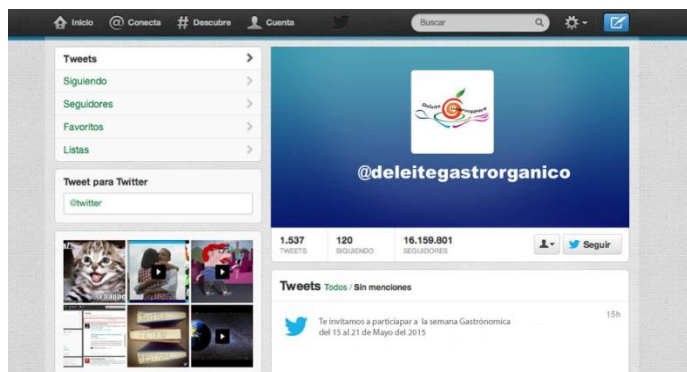 Inicio @ Conecta # Descubre Cuenta Buscar
Tweets
Siguiendo
Seguidores
Favoritos
Listas
Tweet para Twitter
@twitter
@deleitegastrorganico
1.537 120 16.159.801
TWEETS SIGUIENDO SEGUIDORES
Seguir
Tweets Todos / Sin menciones
15h
Te invitamos a particiapar a la semana Gastrónomica
del 15 al 21 de Mayo del 2015